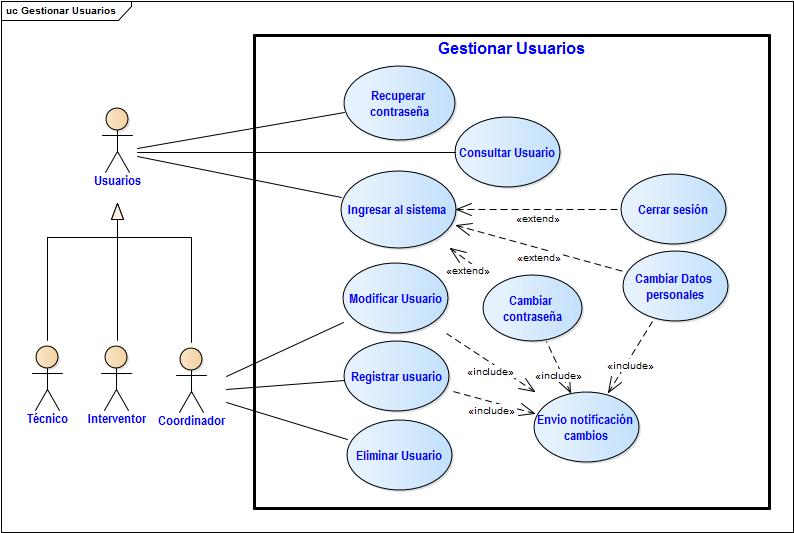 uc Gestionar Usuarios
Gestionar Usuarios
Recuperar
contraseña
Consultar Usuario
Usuarios
Ingresar al sistema
«extend»
Cerrar sesión
«extend»
«extend»
Cambiar Datos
personales
Modificar Usuario
Cambiar
contraseña
«include»
«include»
«include»
Registrar usuario
«include»
Técnico
Interventor
Coordinador
Envio notificación
cambios
Eliminar Usuario